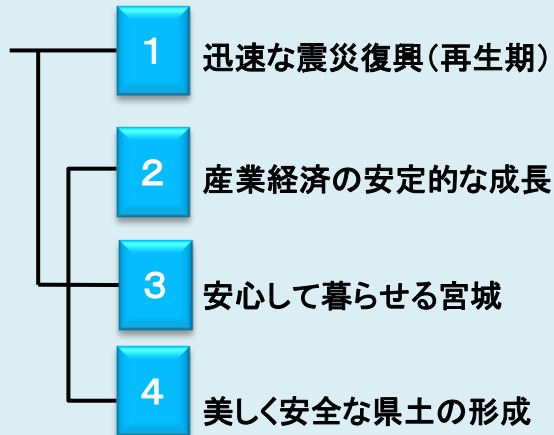 1 迅速な震災復興(再生期)
2 産業経済の安定的な成長
3 安心して暮らせる宮城
4 美しく安全な県土の形成